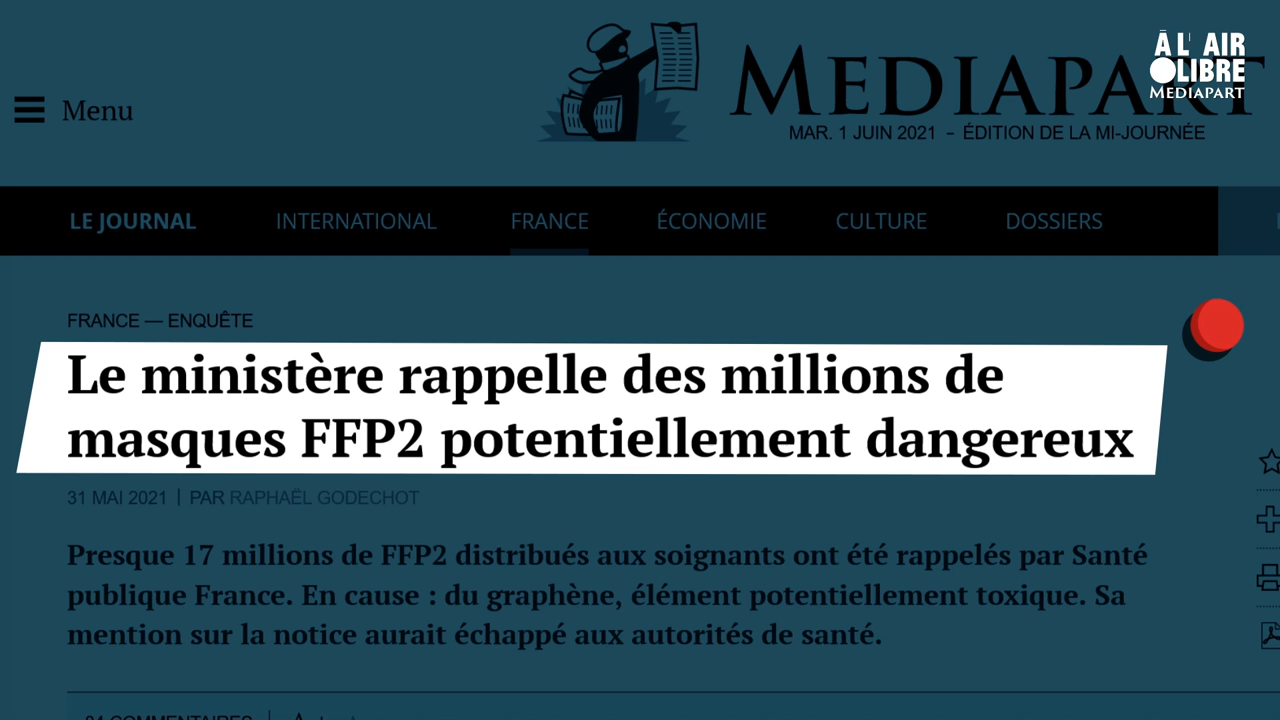 À L' AIR
LIBRE
MEDIAPART
MEDIAPART
Menu
MAR. 1 JUIN 2021 – ÉDITION DE LA MI-JOURNÉE
LE JOURNAL INTERNATIONAL FRANCE ÉCONOMIE CULTURE DOSSIERS
FRANCE — ENQUÊTE
Le ministère rappelle des millions de
masques FFP2 potentiellement dangereux
31 MAI 2021 | PAR RAPHAËL GODECHOT
Presque 17 millions de FFP2 distribués aux soignants ont été rappelés par Santé
publique France. En cause : du graphène, élément potentiellement toxique. Sa
mention sur la notice aurait échappé aux autorités de santé.